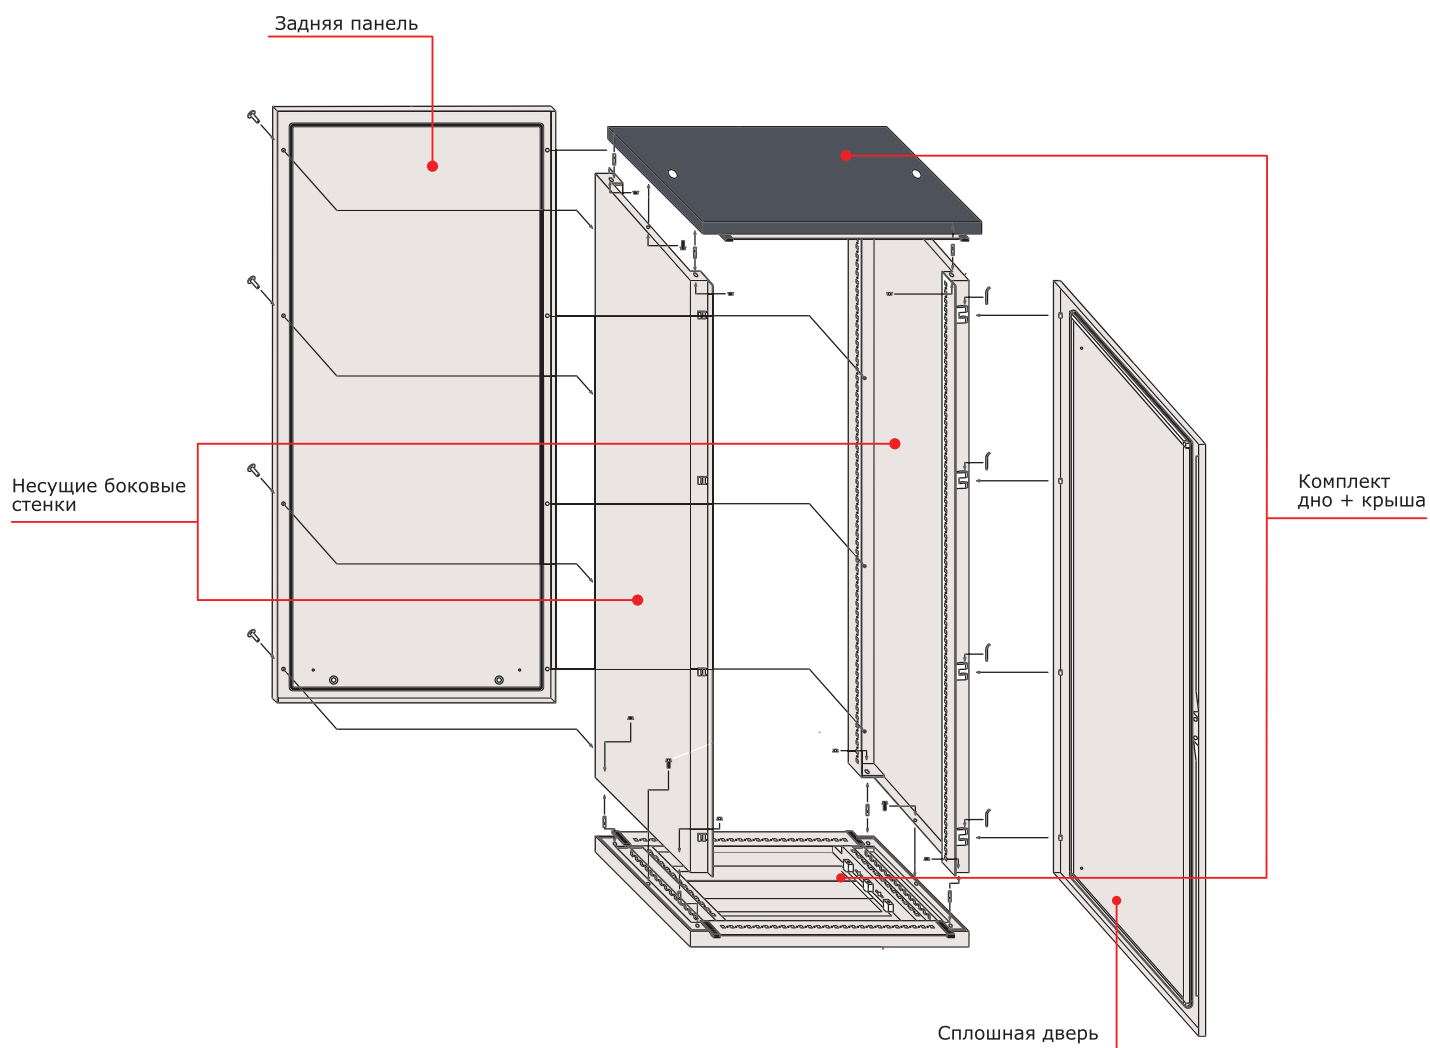 Задняя панель
Несущие боковые
стенки
Комплект
дно + крыша
Сплошная дверь